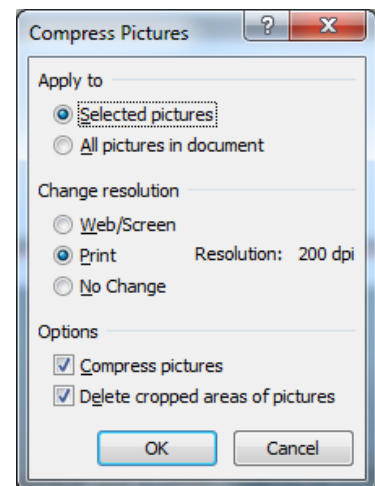 Compress Pictures
Apply to
Selected pictures
All pictures in document
Change resolution
Web/Screen
Print Resolution: 200 dpi
No Change
Options
Compress pictures
Delete cropped areas of pictures
OK Cancel